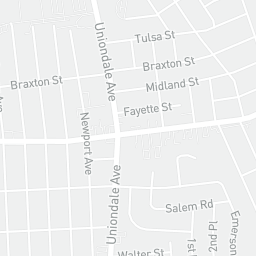 Tulsa St
Braxton St
Braxton St
Uniondale Ave
Midland St
Fayette St
Newport Ave
Uniondale Ave
Salem Rd
Emerson
2nd Pl
1st
Walter St